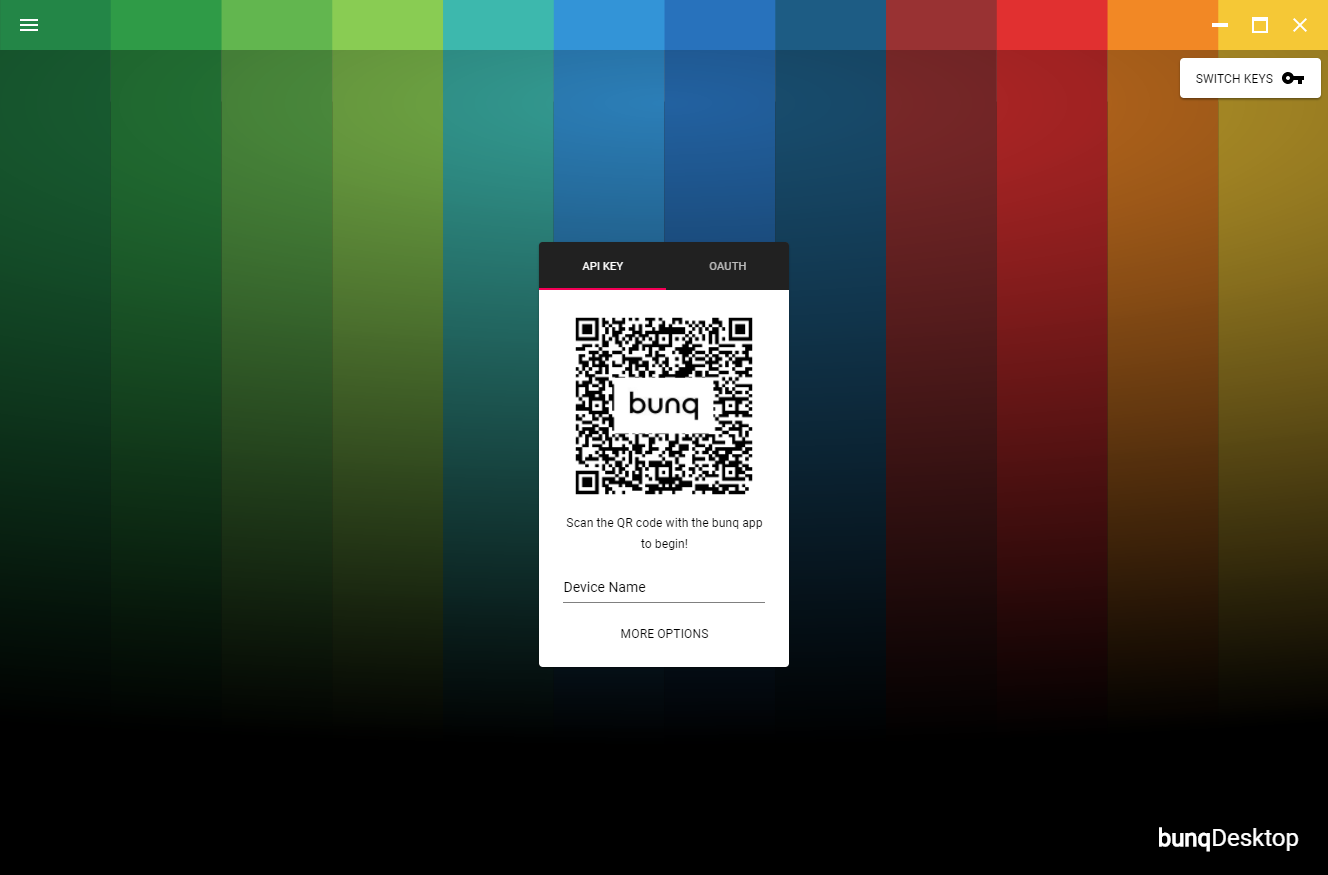 SWITCH KEYS
API KEY OAUTH
bunq
Scan the QR code with the bunq app
to begin!
Device Name
MORE OPTIONS
bunqDesktop